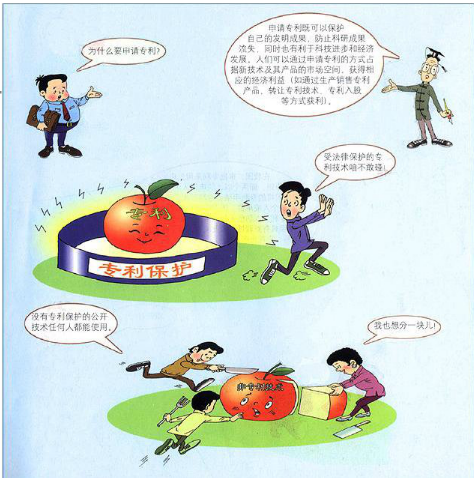 为什么要申请专利?
申请专利既可以保护
自己的发明成果，防止科研成果
流失，同时也有利于科技进步和经济
发展。人们可以通过申请专利的方式占
据新技术及其产品的市场空间，获得相
应的经济利益（如通过生产销售专利
产品、转让专利技术、专利入股
等方式获利）。
受法律保护的专
利技术咱不敢碰!
专利
专利保护
没有专利保护的公开
技术任何人都能使用。
我也想分一块儿!
非专利技术